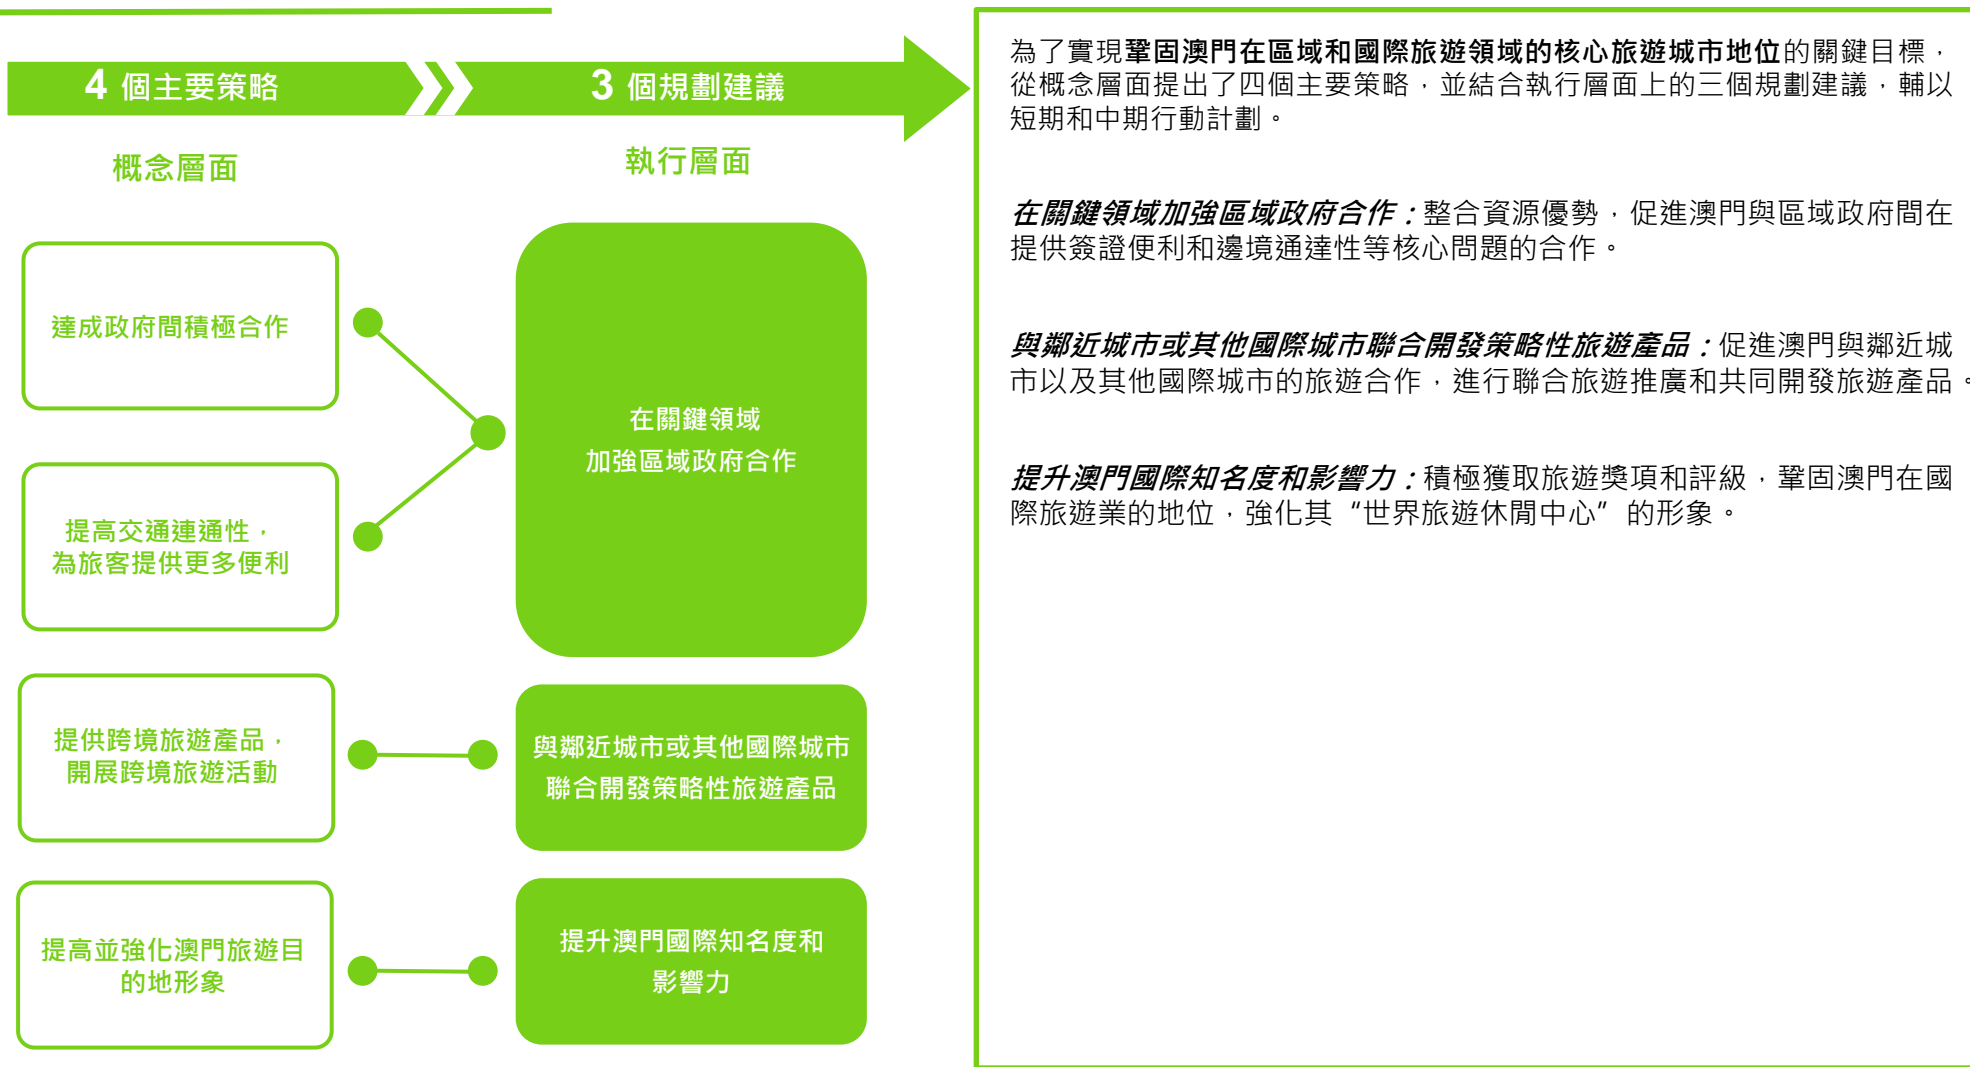 4 個主要策略
3 個規劃建議
概念層面
執行層面
達成政府間積極合作
提高交通連通性，
為旅客提供更多便利
在關鍵領域
加強區域政府合作
提供跨境旅遊產品，
開展跨境旅遊活動
與鄰近城市或其他國際城市
聯合開發策略性旅遊產品
提高並強化澳門旅遊目
的地形象
提升澳門國際知名度和
影響力
為了實現鞏固澳門在區域和國際旅遊領域的核心旅遊城市地位的關鍵目標，
從概念層面提出了四個主要策略，並結合執行層面上的三個規劃建議，輔以
短期和中期行動計劃。
在關鍵領域加強區域政府合作：整合資源優勢，促進澳門與區域政府間在
提供簽證便利和邊境通達性等核心問題的合作。
與鄰近城市或其他國際城市聯合開發策略性旅遊產品：促進澳門與鄰近城
市以及其他國際城市的旅遊合作，進行聯合旅遊推廣和共同開發旅遊產品。
提升澳門國際知名度和影響力：積極獲取旅遊獎項和評級，鞏固澳門在國
際旅遊業的地位，強化其“世界旅遊休閒中心”的形象。